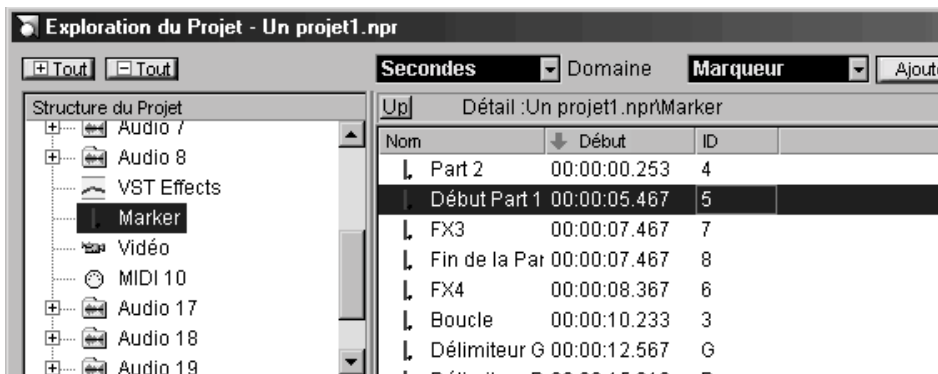 Exploration du Projet - Un projet1.npr
+ Tout - Tout Secondes Domaine Marqueur Ajout
Structure du Projet
Audio 7
Audio 8
VST Effects
Marker
Vidéo
MIDI 10
Audio 17
Audio 18
Audio 19
Up Détail :Un projet1.npr\Marker
Nom Début ID
Part 2 00:00:00.253 4
Début Part 1 00:00:05.467 5
FX3 00:00:07.467 7
Fin de la Par 00:00:07.467 8
FX4 00:00:08.367 6
Boucle 00:00:10.233 3
Délimiteur G 00:00:12.567 G